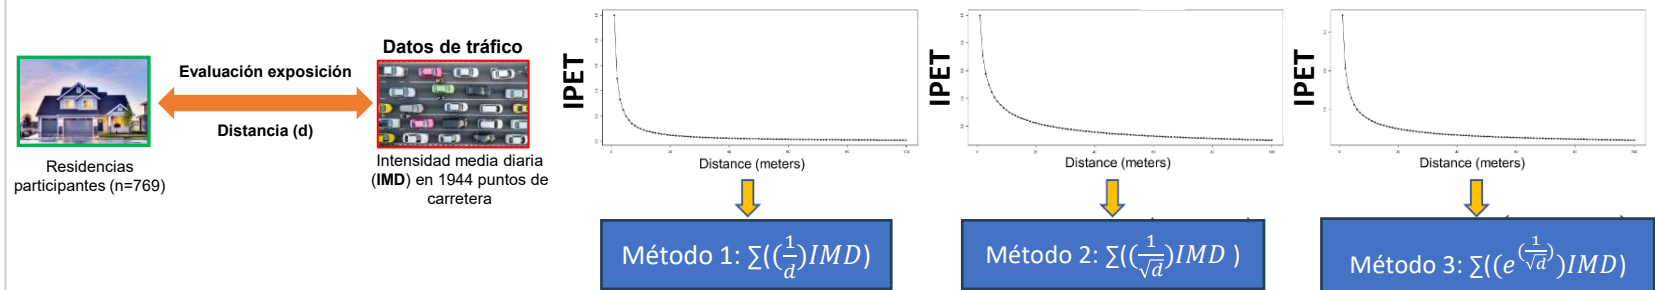 Evaluación exposición
Distancia (d)
Residencias
participantes (n=769)
Datos de tráfico
Intensidad media diaria
(IMD) en 1944 puntos de
carretera
IPET
Distance (meters)
Método 1: ∑((1/d)IMD)
IPET
Distance (meters)
Método 2: ∑((1/√d)IMD )
IPET
Distance (meters)
Método 3: ∑((e^(1/√d))IMD)